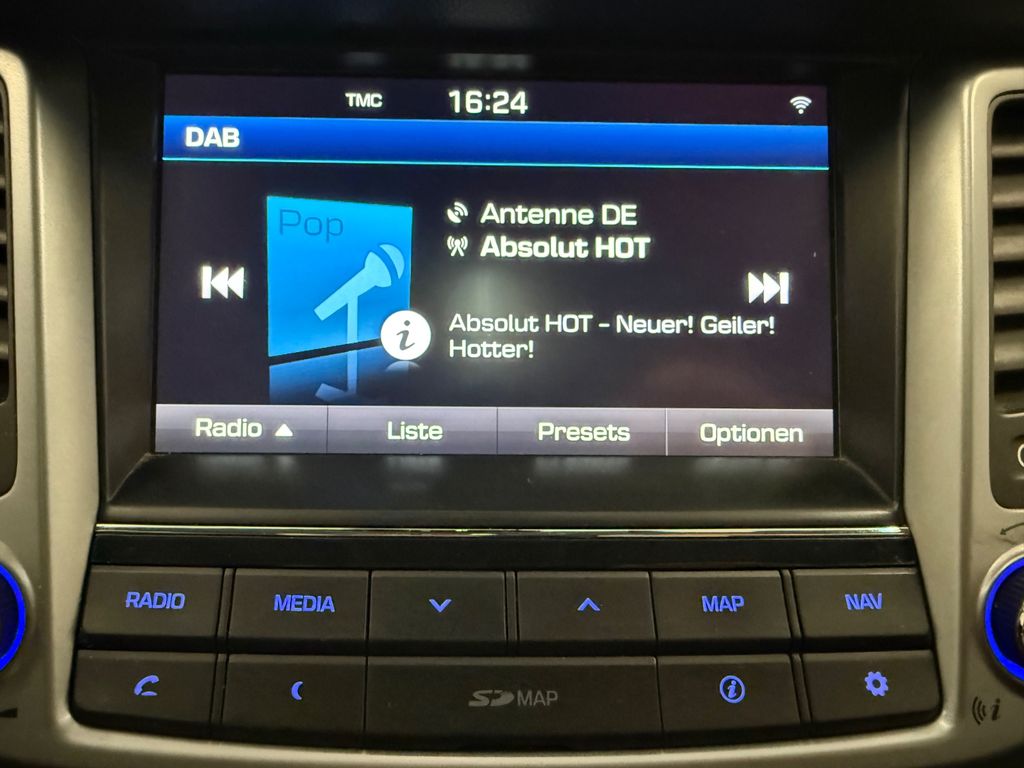 TMC 16:24
DAB
Pop
Antenne DE
Absolut HOT
Absolut HOT - Neuer! Geiler!
Hotter!
Radio Liste Presets Optionen
RADIO MEDIA MAP NAV
SD MAP